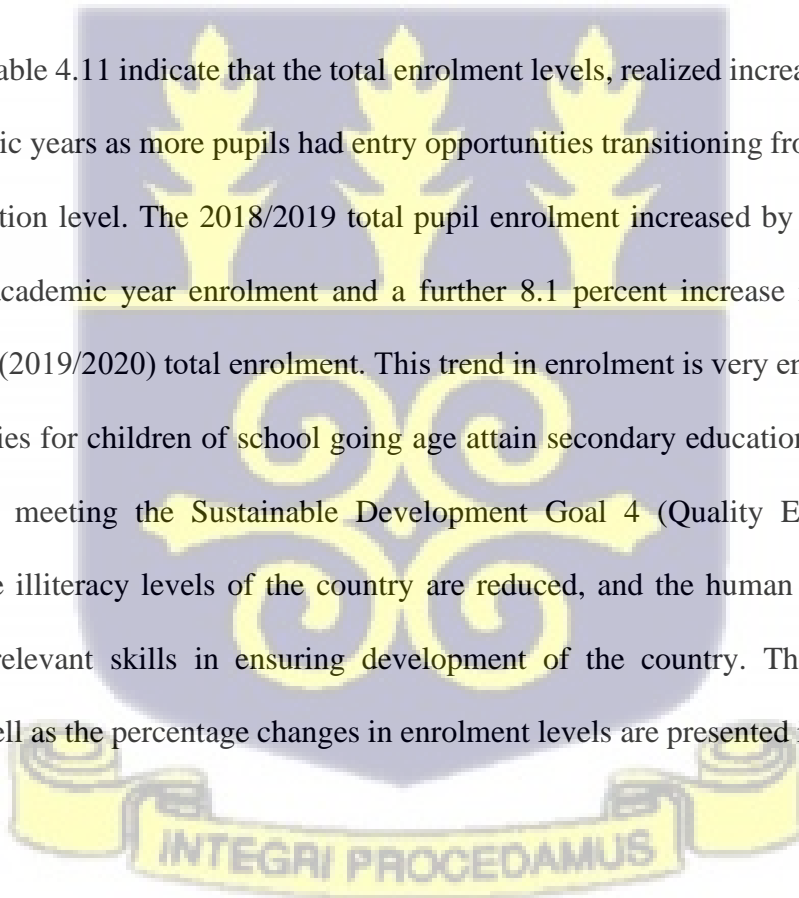 able 4.11 indicate that the total enrolment levels, realized increa
ic years as more pupils had entry opportunities transitioning fro
tion level. The 2018/2019 total pupil enrolment increased by
academic year enrolment and a further 8.1 percent increase
(2019/2020) total enrolment. This trend in enrolment is very en
ies for children of school going age attain secondary education
meeting the Sustainable Development Goal 4 (Quality E
e illiteracy levels of the country are reduced, and the human
relevant skills in ensuring development of the country. Th
ell as the percentage changes in enrolment levels are presented
INTEGRI PROCEDAMUS